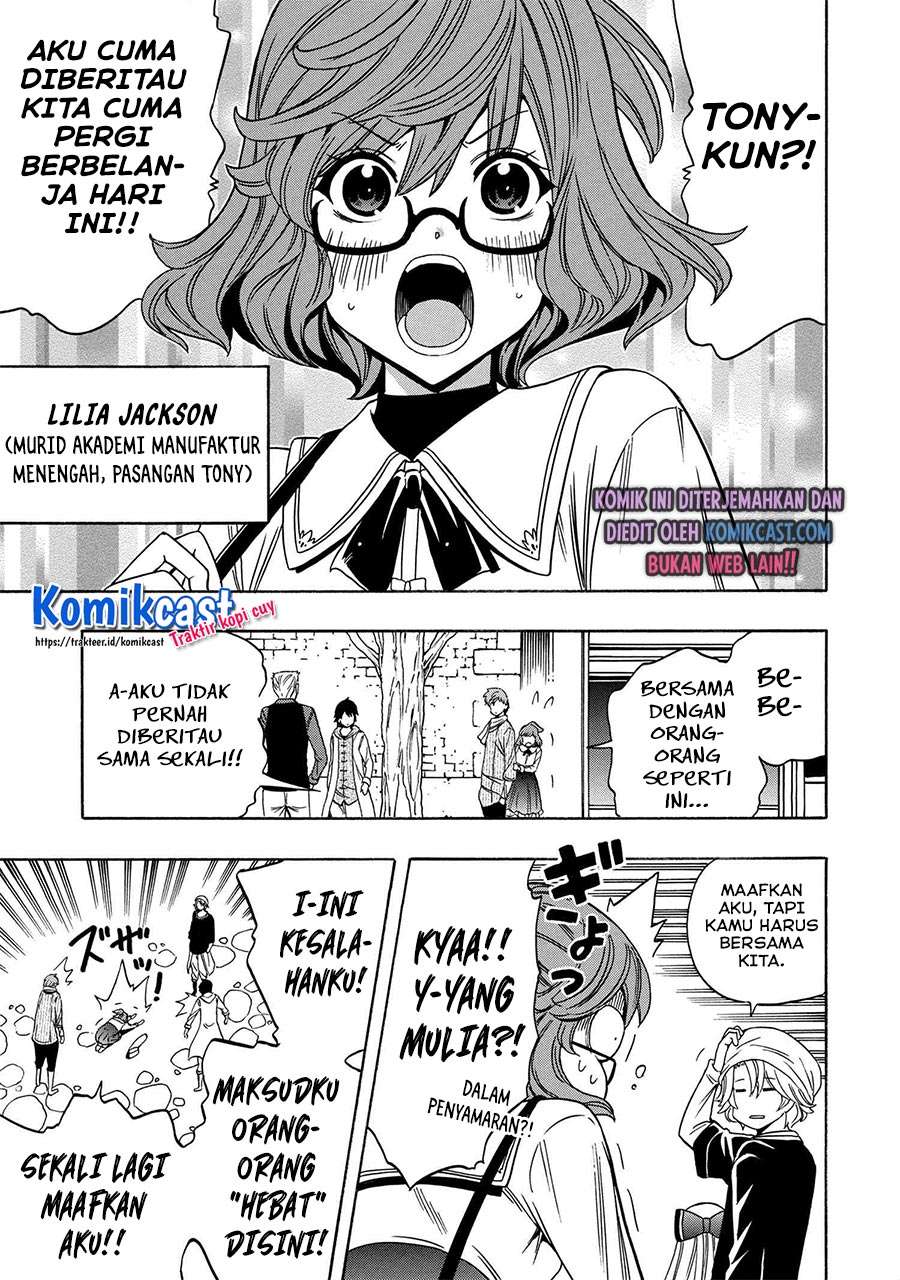 TONY-
KUN?!
AKU CUMA
DIBERITAU
KITA CUMA
PERGI
BERBELAN-
JA HARI
INI!!
LILIA JACKSON
(MURID AKADEMI MANUFAKTUR
MENENGAH, PASANGAN TONY)
KOMIK INI DITERJEMAHKAN DAN
DIEDIT OLEH KOMIKCAST.COM
BUKAN WEB LAIN!!
Komikcast
https://trakteer.id/komikcast
Traktir kopi cuy
BE-
BE-
BERSAMA
DENGAN
ORANG-
ORANG
SEPERTI
INI...
A-AKU TIDAK
PERNAH
DIBERITAU
SAMA SEKALI!!
MAAFKAN
AKU, TAPI
KAMU HARUS
BERSAMA
KITA.
ギョッ
KYAA!!
Y-YANG
MULIA?!
DALAM
PENYAMARAN?!
I-INI
KESALA-
HANKU!
MAKSUDKU
ORANG-
ORANG
"HEBAT"
DISINI!
ズザ!
SEKALI LAGI
MAAFKAN
AKU!!